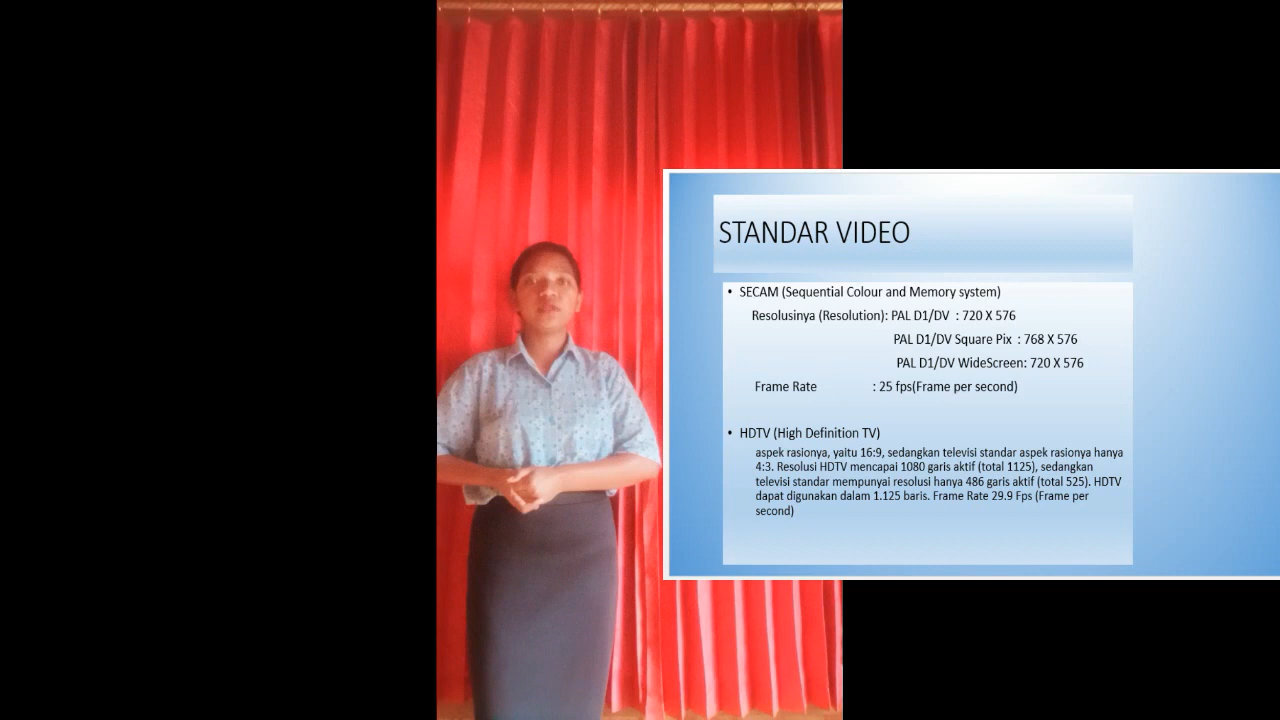 STANDAR VIDEO
• SECAM (Sequential Colour and Memory system)
Resolusinya (Resolution): PAL D1/DV : 720 X 576
PAL D1/DV Square Pix : 768 X 576
PAL D1/DV WideScreen: 720 X 576
Frame Rate : 25 fps(Frame per second)
• HDTV (High Definition TV)
aspek rasionya, yaitu 16:9, sedangkan televisi standar aspek rasionya hanya
4:3. Resolusi HDTV mencapai 1080 garis aktif (total 1125), sedangkan
televisi standar mempunyai resolusi hanya 486 garis aktif (total 525). HDTV
dapat digunakan dalam 1.125 baris. Frame Rate 29.9 Fps (Frame per
second)